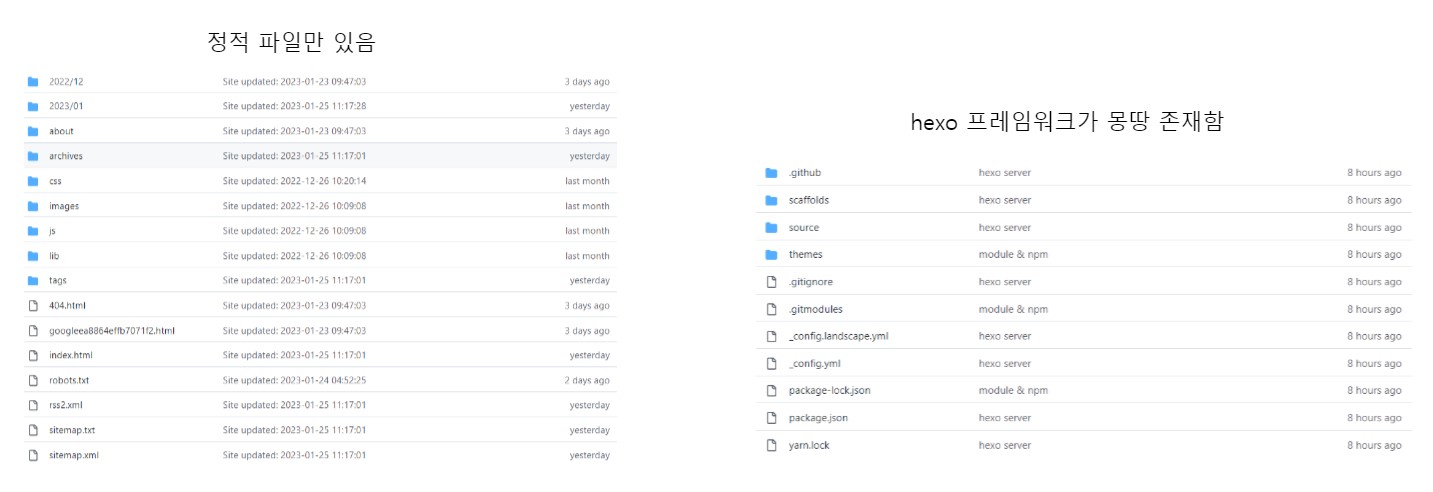 정적 파일만 있음
2022/12 Site updated: 2023-01-23 09:47:03 3 days ago
2023/01 Site updated: 2023-01-25 11:17:28 yesterday
about Site updated: 2023-01-23 09:47:03 3 days ago
archives Site updated: 2023-01-25 11:17:01 yesterday
css Site updated: 2022-12-26 10:20:14 last month
images Site updated: 2022-12-26 10:09:08 last month
js Site updated: 2022-12-26 10:09:08 last month
lib Site updated: 2022-12-26 10:09:08 last month
tags Site updated: 2023-01-25 11:17:01 yesterday
404.html Site updated: 2023-01-23 09:47:03 3 days ago
googleea8864effb7071f2.html Site updated: 2023-01-23 09:47:03 3 days ago
index.html Site updated: 2023-01-25 11:17:01 yesterday
robots.txt Site updated: 2023-01-24 04:52:25 2 days ago
rss2.xml Site updated: 2023-01-25 11:17:01 yesterday
sitemap.txt Site updated: 2023-01-25 11:17:01 yesterday
sitemap.xml Site updated: 2023-01-25 11:17:01 yesterday
hexo 프레임워크가 몽땅 존재함
.github hexo server 8 hours ago
scaffolds hexo server 8 hours ago
source hexo server 8 hours ago
themes module & npm 8 hours ago
.gitignore hexo server 8 hours ago
.gitmodules module & npm 8 hours ago
_config.landscape.yml hexo server 8 hours ago
_config.yml hexo server 8 hours ago
package-lock.json module & npm 8 hours ago
package.json hexo server 8 hours ago
yarn.lock hexo server 8 hours ago